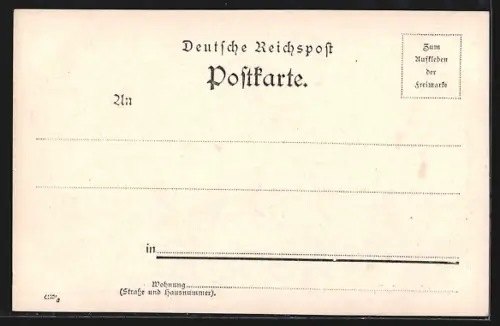 Deutsche Reichspost
Postkarte.
Zum
Aufkleben
der
Freimarke
An
in
Wohnung
(Straße und Hausnummer).